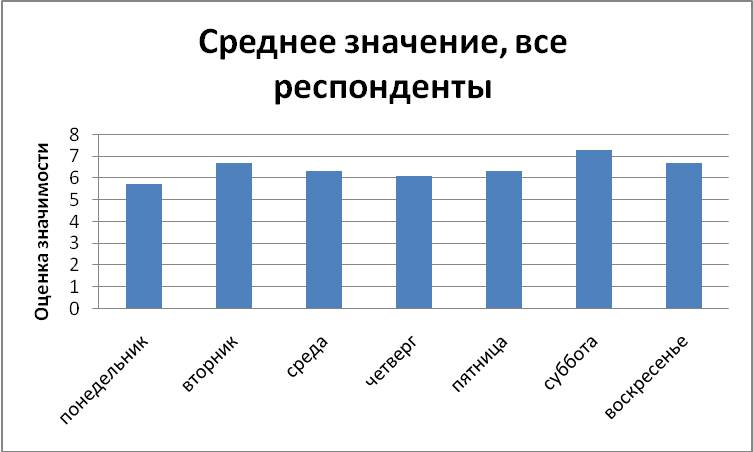 Среднее значение, все
респонденты
Оценка значимости
8
7
6
5
4
3
2
1
0
понедельник
вторник
среда
четверг
пятница
суббота
воскресенье